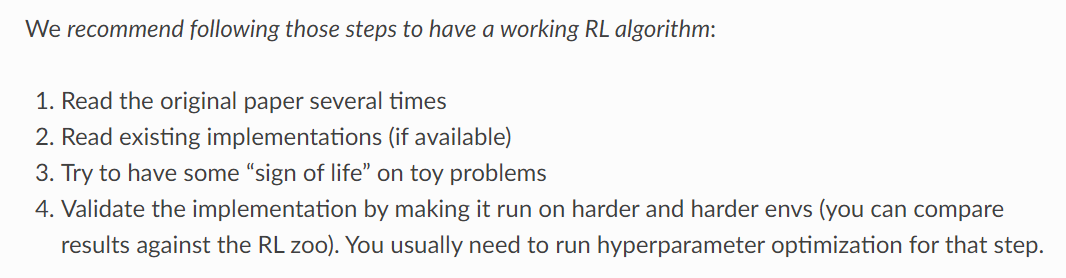 We recommend following those steps to have a working RL algorithm:
1. Read the original paper several times
2. Read existing implementations (if available)
3. Try to have some “sign of life” on toy problems
4. Validate the implementation by making it run on harder and harder envs (you can compare
results against the RL zoo). You usually need to run hyperparameter optimization for that step.